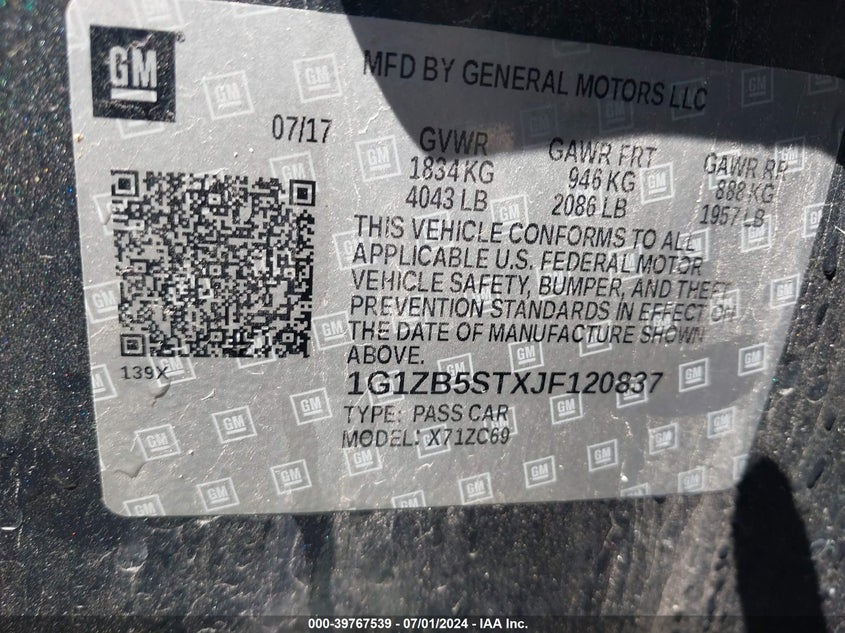 GM
MFD BY GENERAL MOTORS LLC
07/17
GVWR
1834 KG
4043 LB
GAWR FRT
946 KG
2086 LB
GAWR RR
888 KG
1957 LB
THIS VEHICLE CONFORMS TO ALL
APPLICABLE U.S. FEDERAL MOTOR
VEHICLE SAFETY, BUMPER, AND THEFT
PREVENTION STANDARDS IN EFFECT ON
THE DATE OF MANUFACTURE SHOWN
ABOVE.
139X
1G1ZB5STXJF120837
TYPE: PASS CAR
MODEL: X71ZC69
000-39767539 - 07/01/2024 - IAAI.com